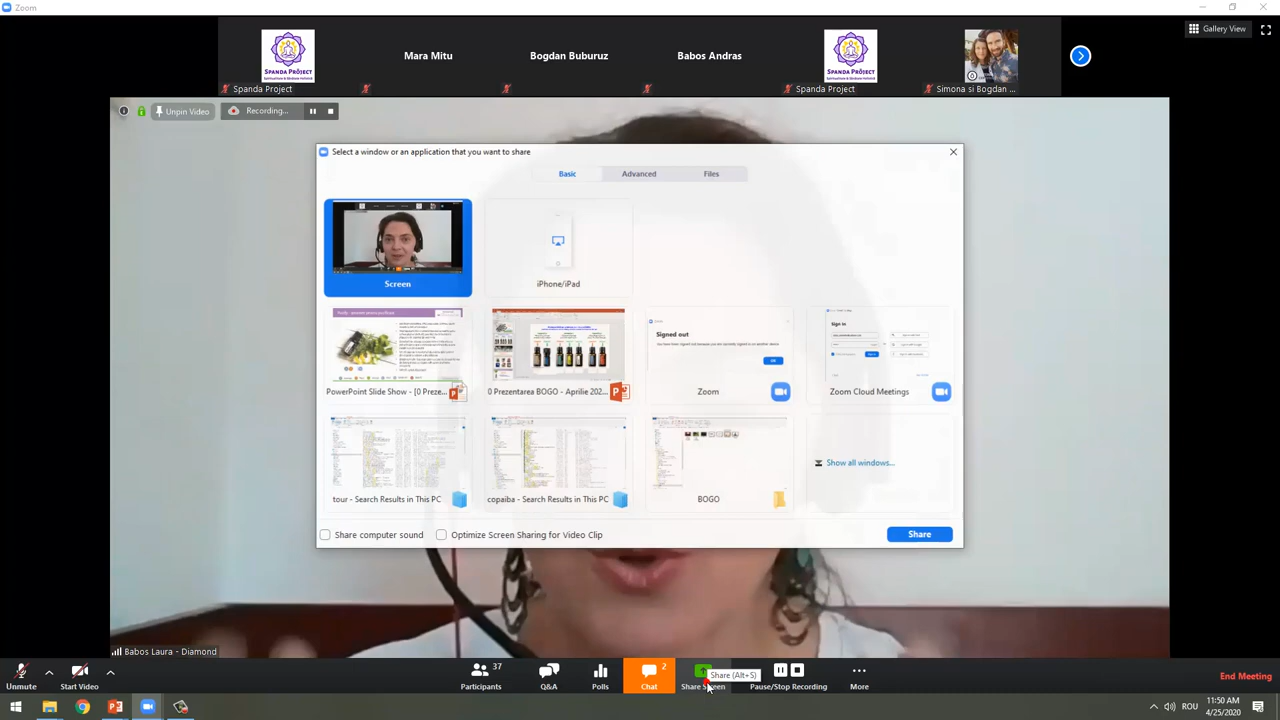 Zoom
Gallery View
SPANDA PROJECT
Mara Mitu
Bogdan Buburuz
Babos Andras
SPANDA PROJECT
Spanda Project
Spanda Project
Simona si Bogdan ...
Unpin Video
Recording...
Select a window or an application that you want to share
Basic
Advanced
Files
Screen
iPhone/iPad
Signed out
Sign in
PowerPoint Slide Show - [0 Preze...
0 Prezentarea BOGO - Aprilie 202...
Zoom
Zoom Cloud Meetings
tour - Search Results in This PC
copaiba - Search Results in This PC
BOGO
Show all windows...
Share computer sound
Optimize Screen Sharing for Video Clip
Share
Babos Laura - Diamond
Unmute
Start Video
37
Participants
Q&A
Polls
2
Chat
Share Screen
Share (Alt+S)
Pause/Stop Recording
More
End Meeting
ROU
11:50 AM
4/25/2020